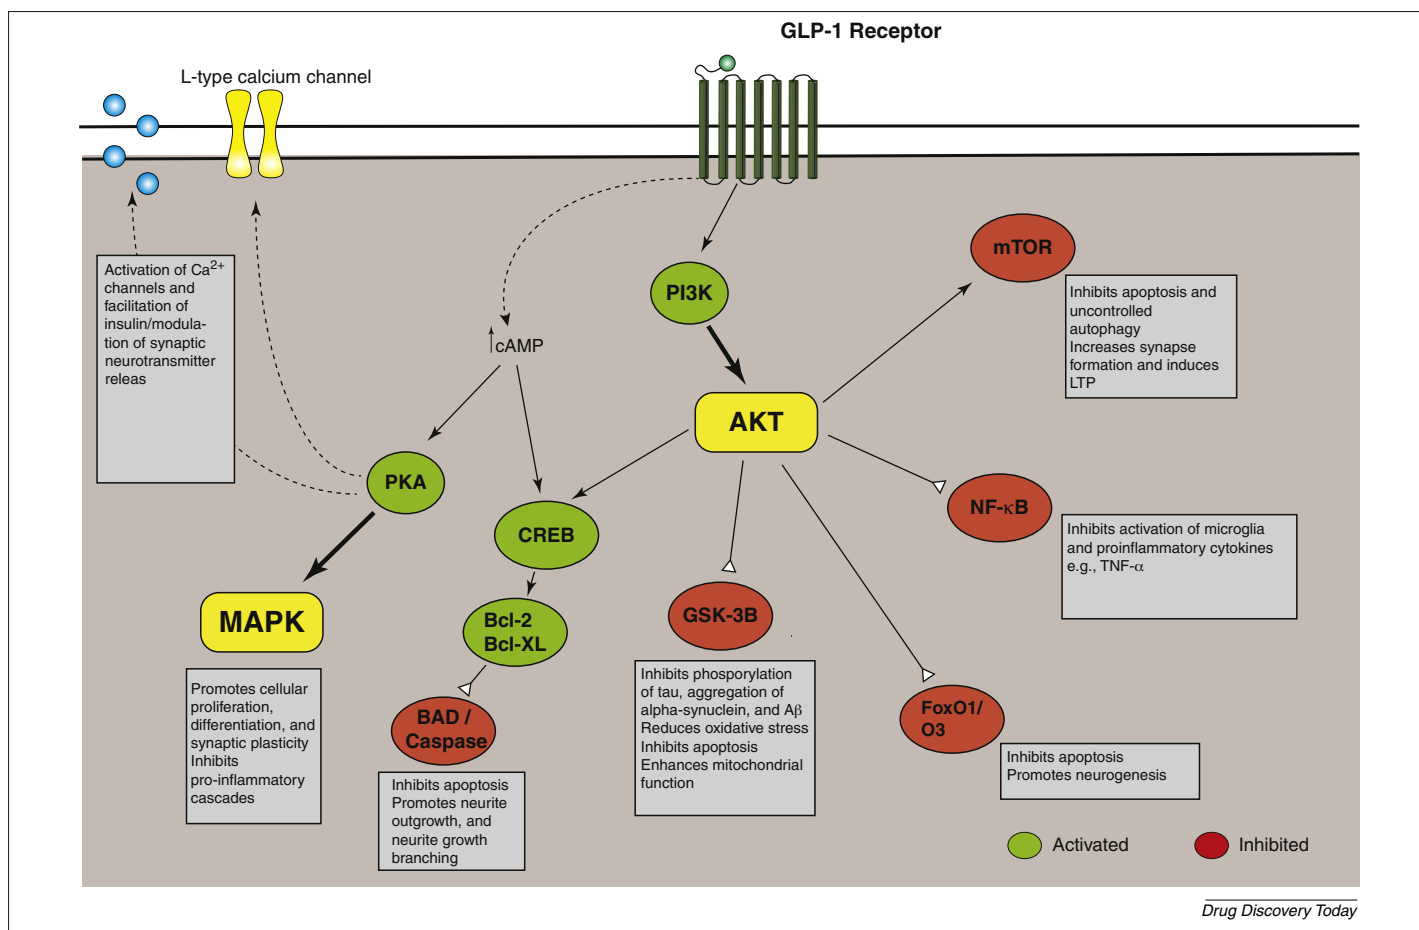 GLP-1 Receptor
L-type calcium channel
Activation of Ca2+
channels and
facilitation of
insulin/modula-
tion of synaptic
neurotransmitter
releas
cAMP
PI3K
mTOR
Inhibits apoptosis and
uncontrolled
autophagy
Increases synapse
formation and induces
LTP
AKT
PKA
CREB
NF-κB
Inhibits activation of microglia
and proinflammatory cytokines
e.g., TNF-α
MAPK
Promotes cellular
proliferation,
differentiation, and
synaptic plasticity
Inhibits
pro-inflammatory
cascades
Bcl-2
Bcl-XL
BAD /
Caspase
Inhibits apoptosis
Promotes neurite
outgrowth, and
neurite growth
branching
GSK-3B
Inhibits phosporylation
of tau, aggregation of
alpha-synuclein, and Aβ
Reduces oxidative stress
Inhibits apoptosis
Enhances mitochondrial
function
FoxO1/
O3
Inhibits apoptosis
Promotes neurogenesis
Activated
Inhibited
Drug Discovery Today